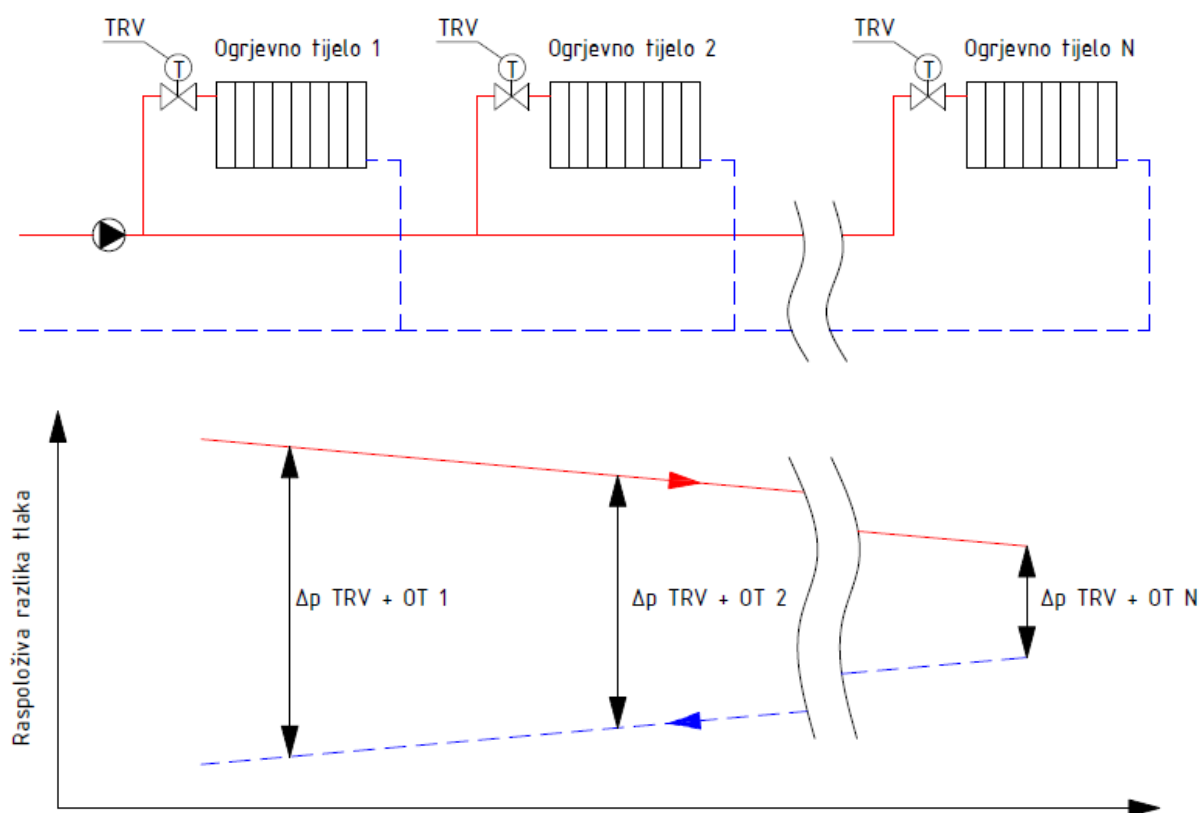 TRV
Ogrjevno tijelo 1
TRV
Ogrjevno tijelo 2
TRV
Ogrjevno tijelo N
T
T
T
Raspoloživa razlika tlaka
Δp TRV + OT 1
Δp TRV + OT 2
Δp TRV + OT N